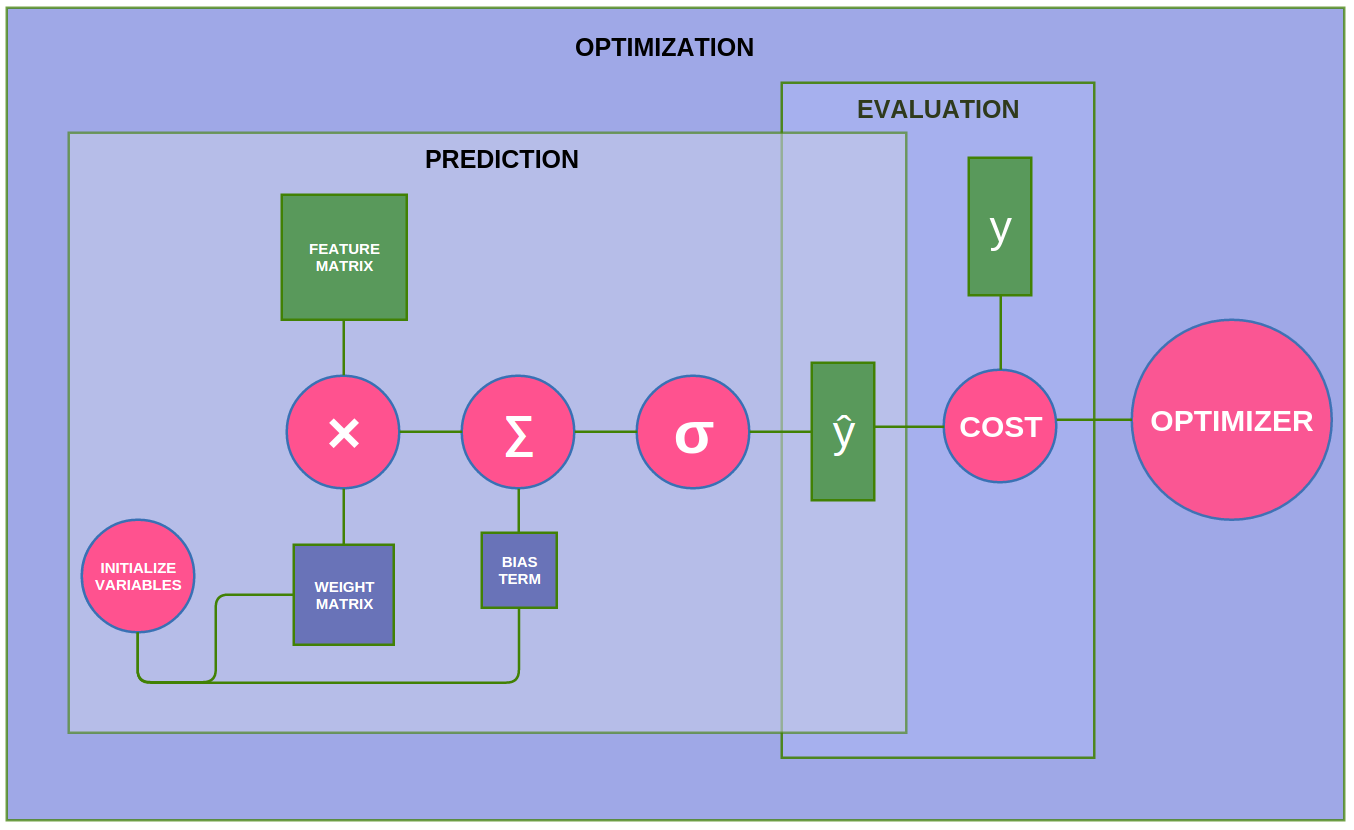 OPTIMIZATION
EVALUATION
PREDICTION
y
FEATURE
MATRIX
×
Σ
σ
ŷ
COST
OPTIMIZER
INITIALIZE
VARIABLES
WEIGHT
MATRIX
BIAS
TERM